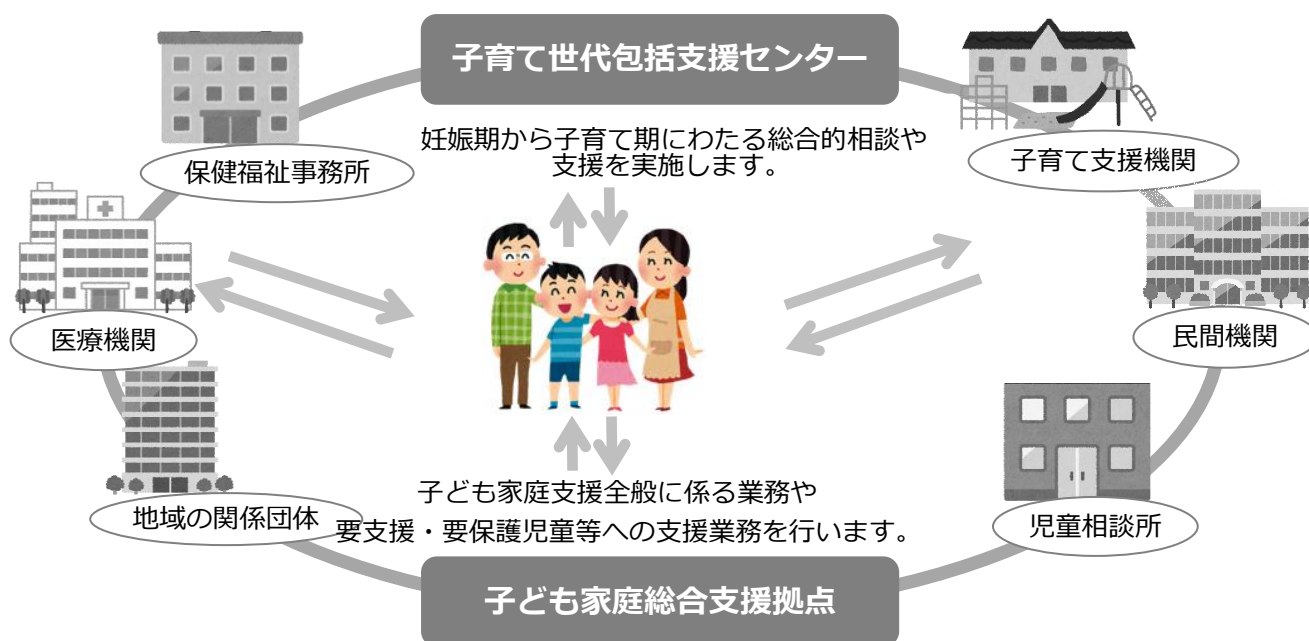 子育て世代包括支援センター
妊娠期から子育て期にわたる総合的相談や
支援を実施します。
保健福祉事務所
子育て支援機関
医療機関
民間機関
地域の関係団体
児童相談所
子ども家庭支援全般に係る業務や
要支援・要保護児童等への支援業務を行います。
子ども家庭総合支援拠点